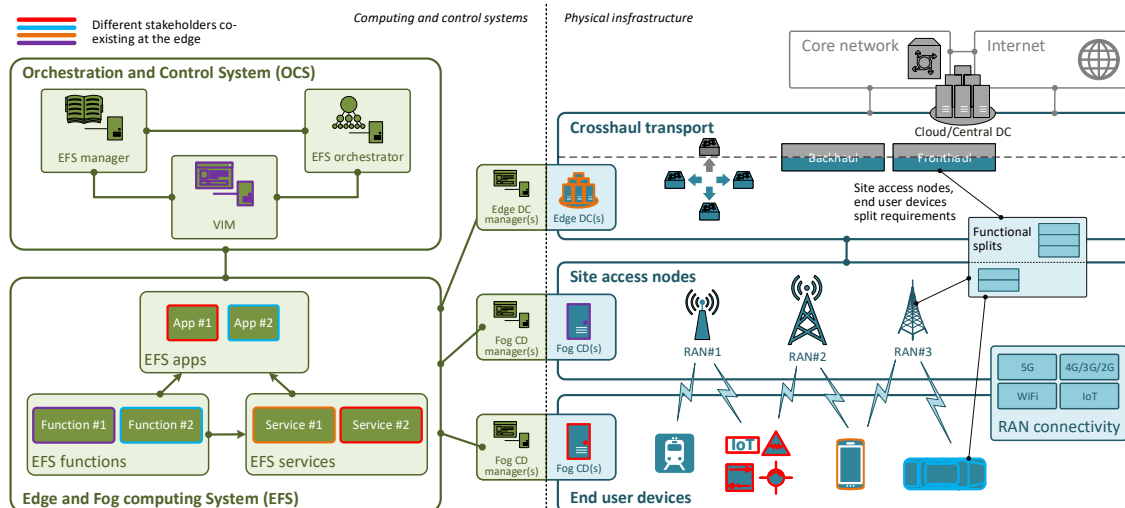 Different stakeholders co-
existing at the edge
Computing and control systems
Physical insfrastructure
Core network
Internet
Cloud/Central DC
Orchestration and Control System (OCS)
EFS manager
EFS orchestrator
VIM
Crosshaul transport
Backhaul
Fronthaul
Edge DC
manager(s)
Edge DC(s)
Site access nodes,
end user devices
split requirements
Functional
splits
Site access nodes
RAN#1
RAN#2
RAN#3
Fog CD
manager(s)
Fog CD(s)
App #1
App #2
EFS apps
Function #1
Function #2
EFS functions
Service #1
Service #2
EFS services
Edge and Fog computing System (EFS)
5G
4G/3G/2G
WiFi
IoT
RAN connectivity
Fog CD
manager(s)
Fog CD(s)
IoT
End user devices